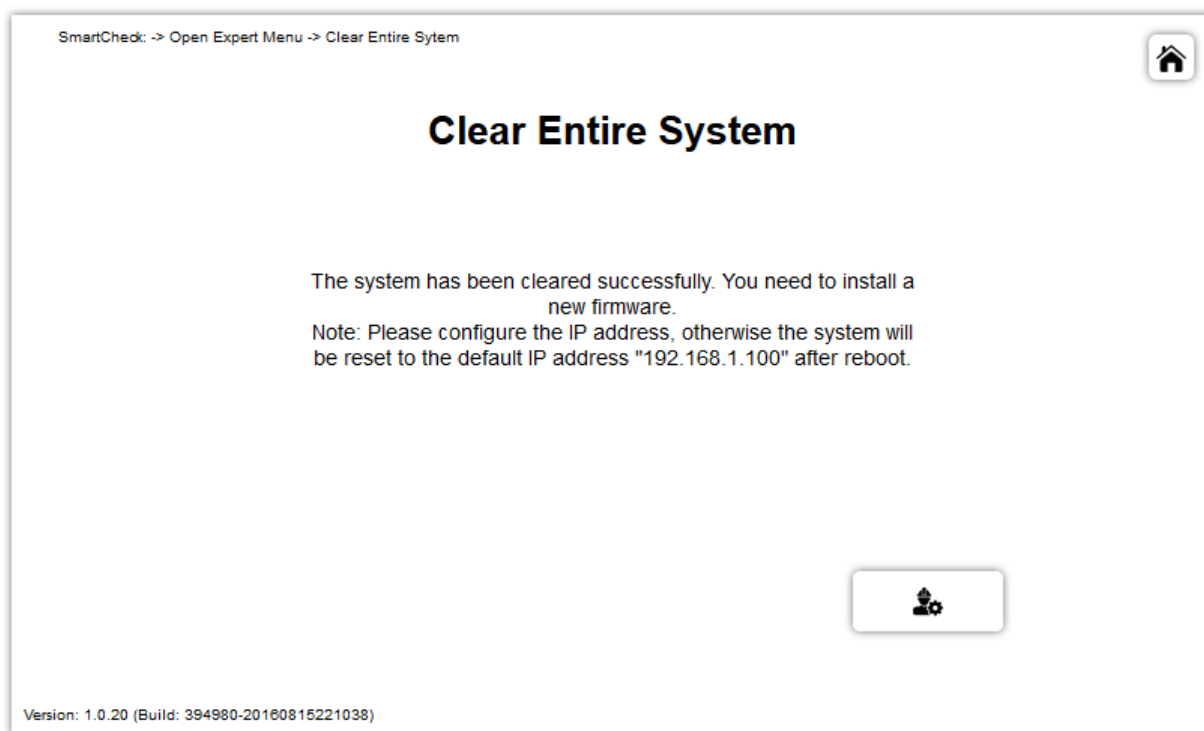 SmartCheck: -> Open Expert Menu -> Clear Entire Sytem
Clear Entire System
The system has been cleared successfully. You need to install a
new firmware.
Note: Please configure the IP address, otherwise the system will
be reset to the default IP address "192.168.1.100" after reboot.
Version: 1.0.20 (Build: 394980-20160815221038)